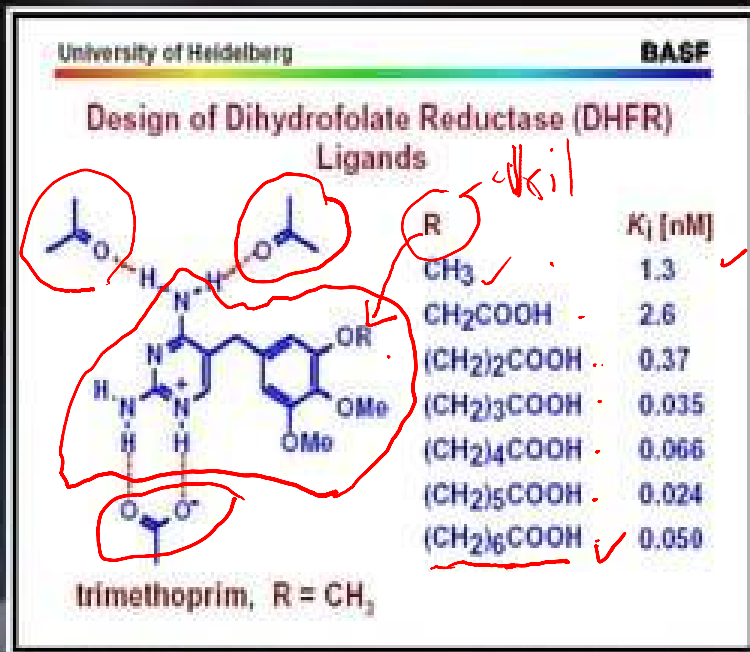 University of Heidelberg BASF
Design of Dihydrofolate Reductase (DHFR)
Ligands
R Ki [nM]
CH3 1.3
CH2COOH 2.6
(CH2)2COOH 0.37
(CH2)3COOH 0.035
(CH2)4COOH 0.066
(CH2)5COOH 0.024
(CH2)6COOH 0.050
O O
H H
N
N OR
H
N N + OMe
H H OMe
O O-
trimethoprim, R = CH3